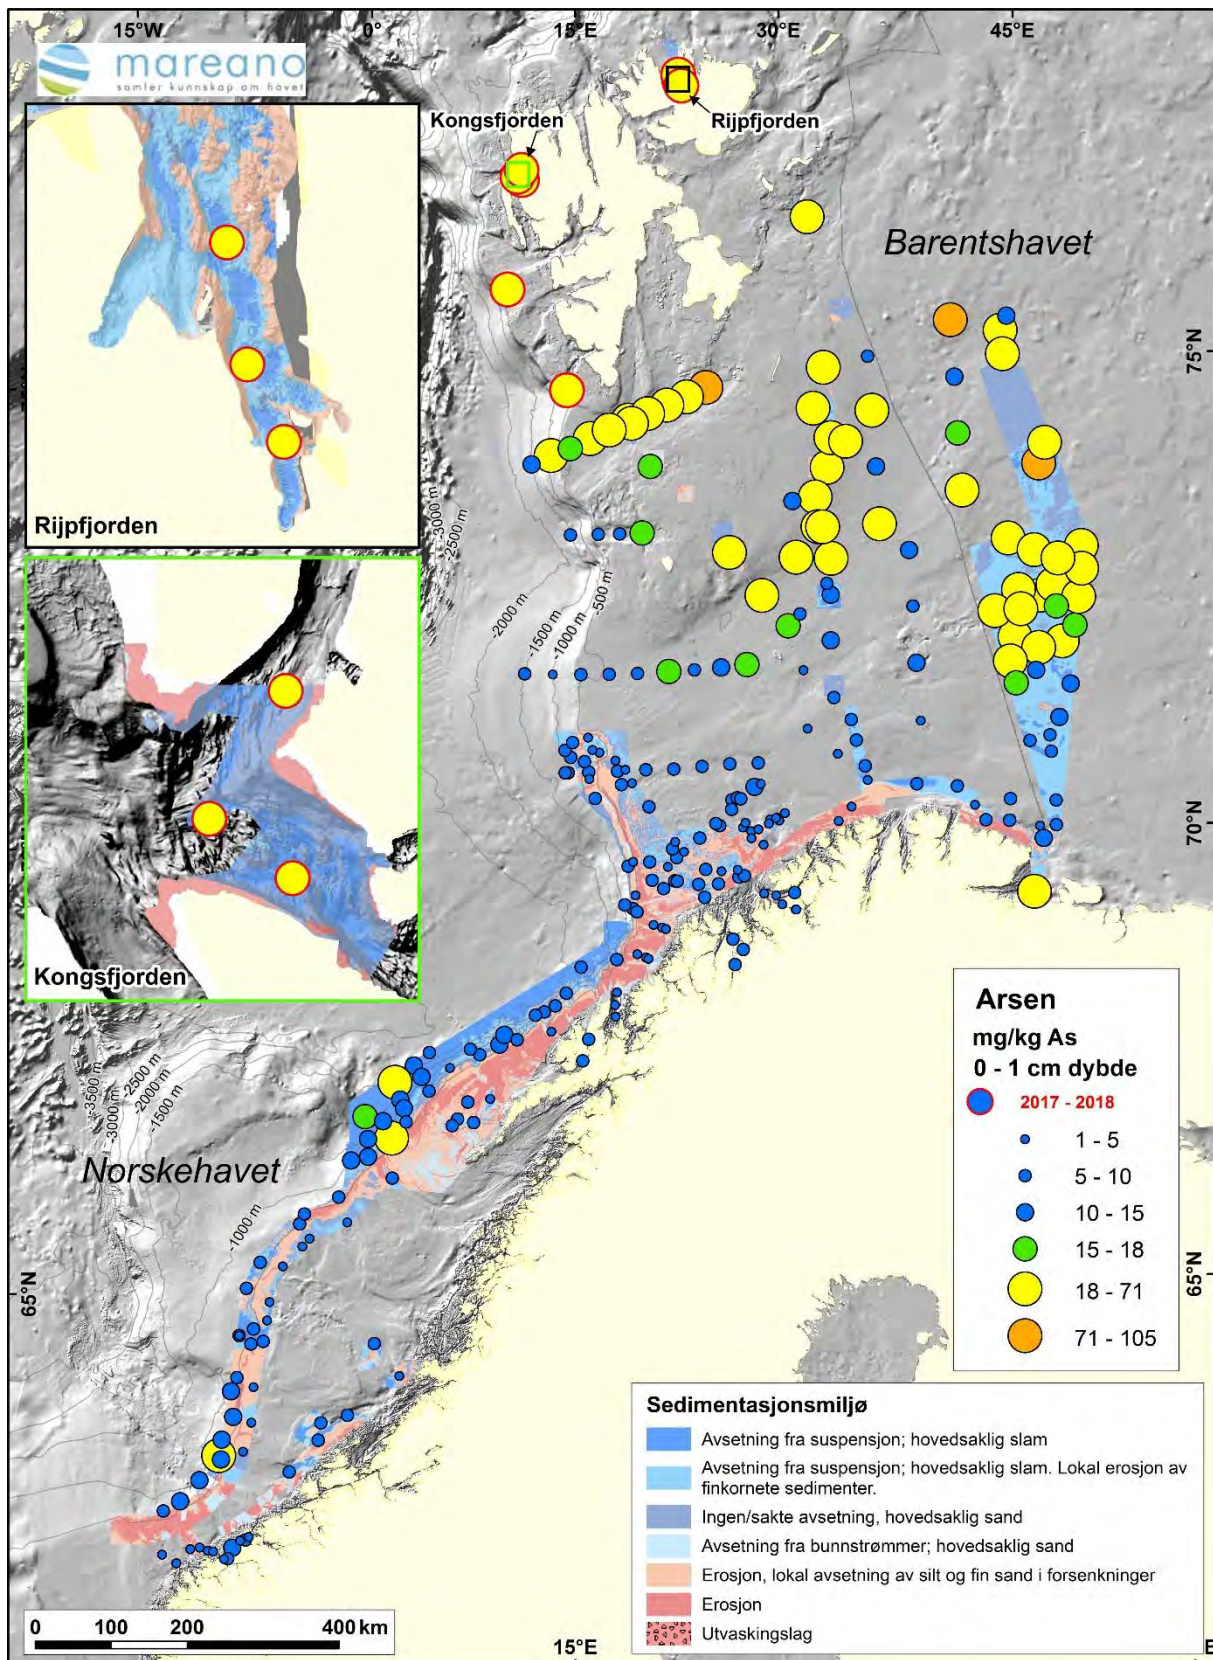 15°W
0°
15°E
30°E
45°E
mareano
samler kunnskap om havet
Kongsfjorden
Rijpfjorden
Barentshavet
75°N
Rijpfjorden
-3000 m
-2500 m
-2000 m
-1500 m
-1000 m
-500 m
70°N
Kongsfjorden
Arsen
mg/kg As
0 - 1 cm dybde
2017 - 2018
1 - 5
5 - 10
10 - 15
15 - 18
18 - 71
71 - 105
-3500 m
-3000 m
-2500 m
-2000 m
-1500 m
Norskehavet
-1000 m
65°N
65°N
Sedimentasjonsmiljø
Avsetning fra suspensjon; hovedsaklig slam
Avsetning fra suspensjon; hovedsaklig slam. Lokal erosjon av
finkornete sedimenter.
Ingen/sakte avsetning, hovedsaklig sand
Avsetning fra bunnstrømmer; hovedsaklig sand
Erosjon, lokal avsetning av silt og fin sand i forsenkninger
Erosjon
Utvaskingslag
0 100 200 400 km
15°E